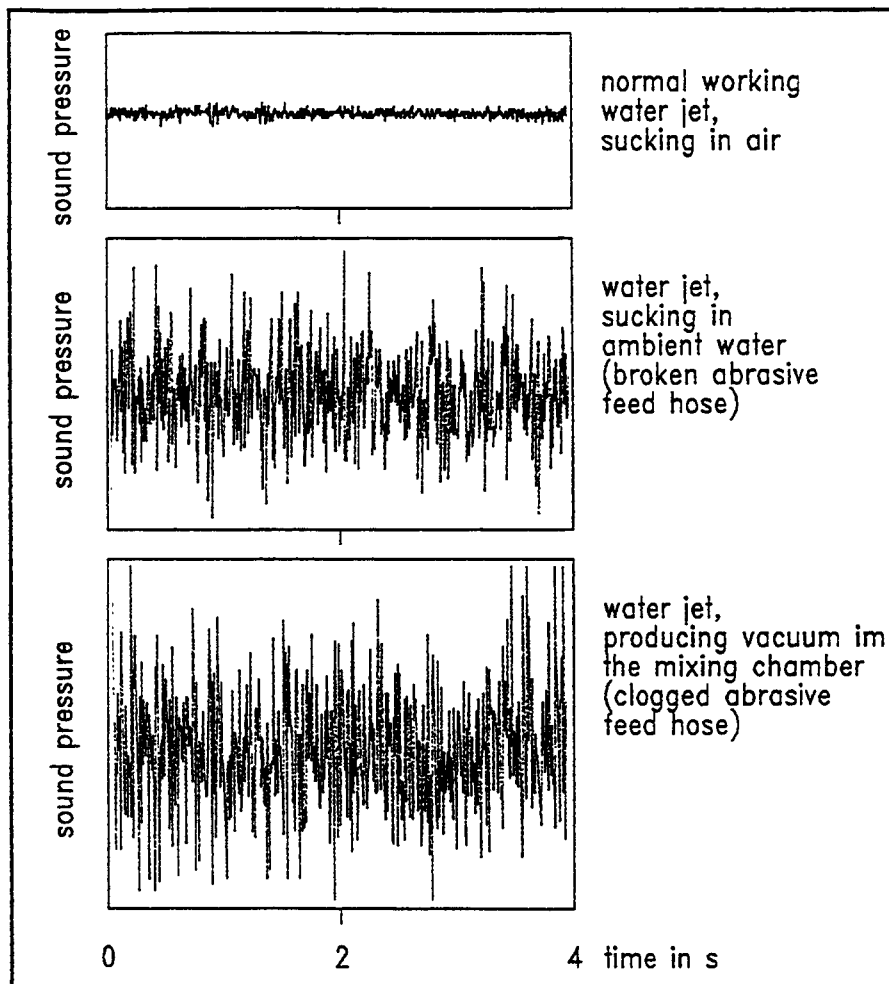 sound pressure
normal working
water jet,
sucking in air
sound pressure
water jet,
sucking in
ambient water
(broken abrasive
feed hose)
sound pressure
water jet,
producing vacuum im
the mixing chamber
(clogged abrasive
feed hose)
0 2 4 time in s